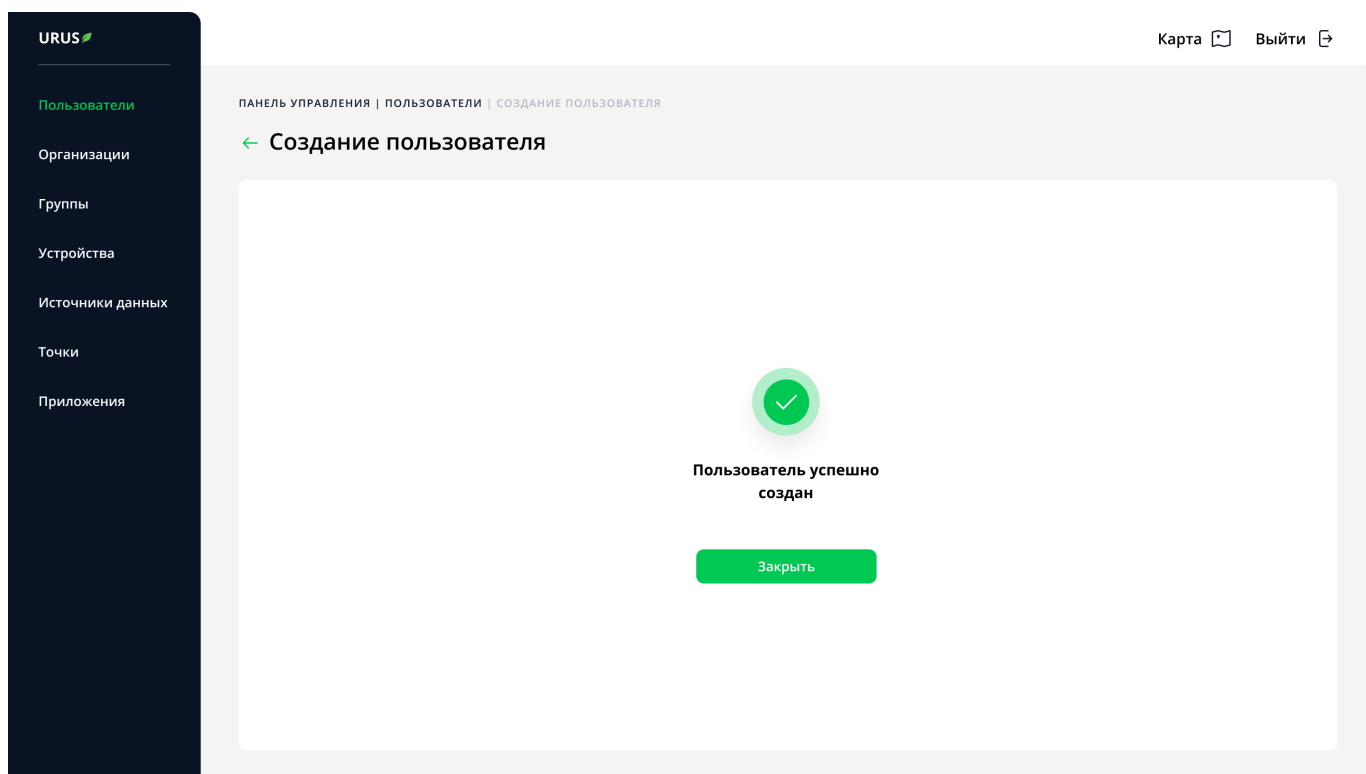 URUS
Карта
Выйти
Пользователи
Организации
Группы
Устройства
Источники данных
Точки
Приложения
ПАНЕЛЬ УПРАВЛЕНИЯ | ПОЛЬЗОВАТЕЛИ | СОЗДАНИЕ ПОЛЬЗОВАТЕЛЯ
Создание пользователя
Пользователь успешно
создан
Закрыть